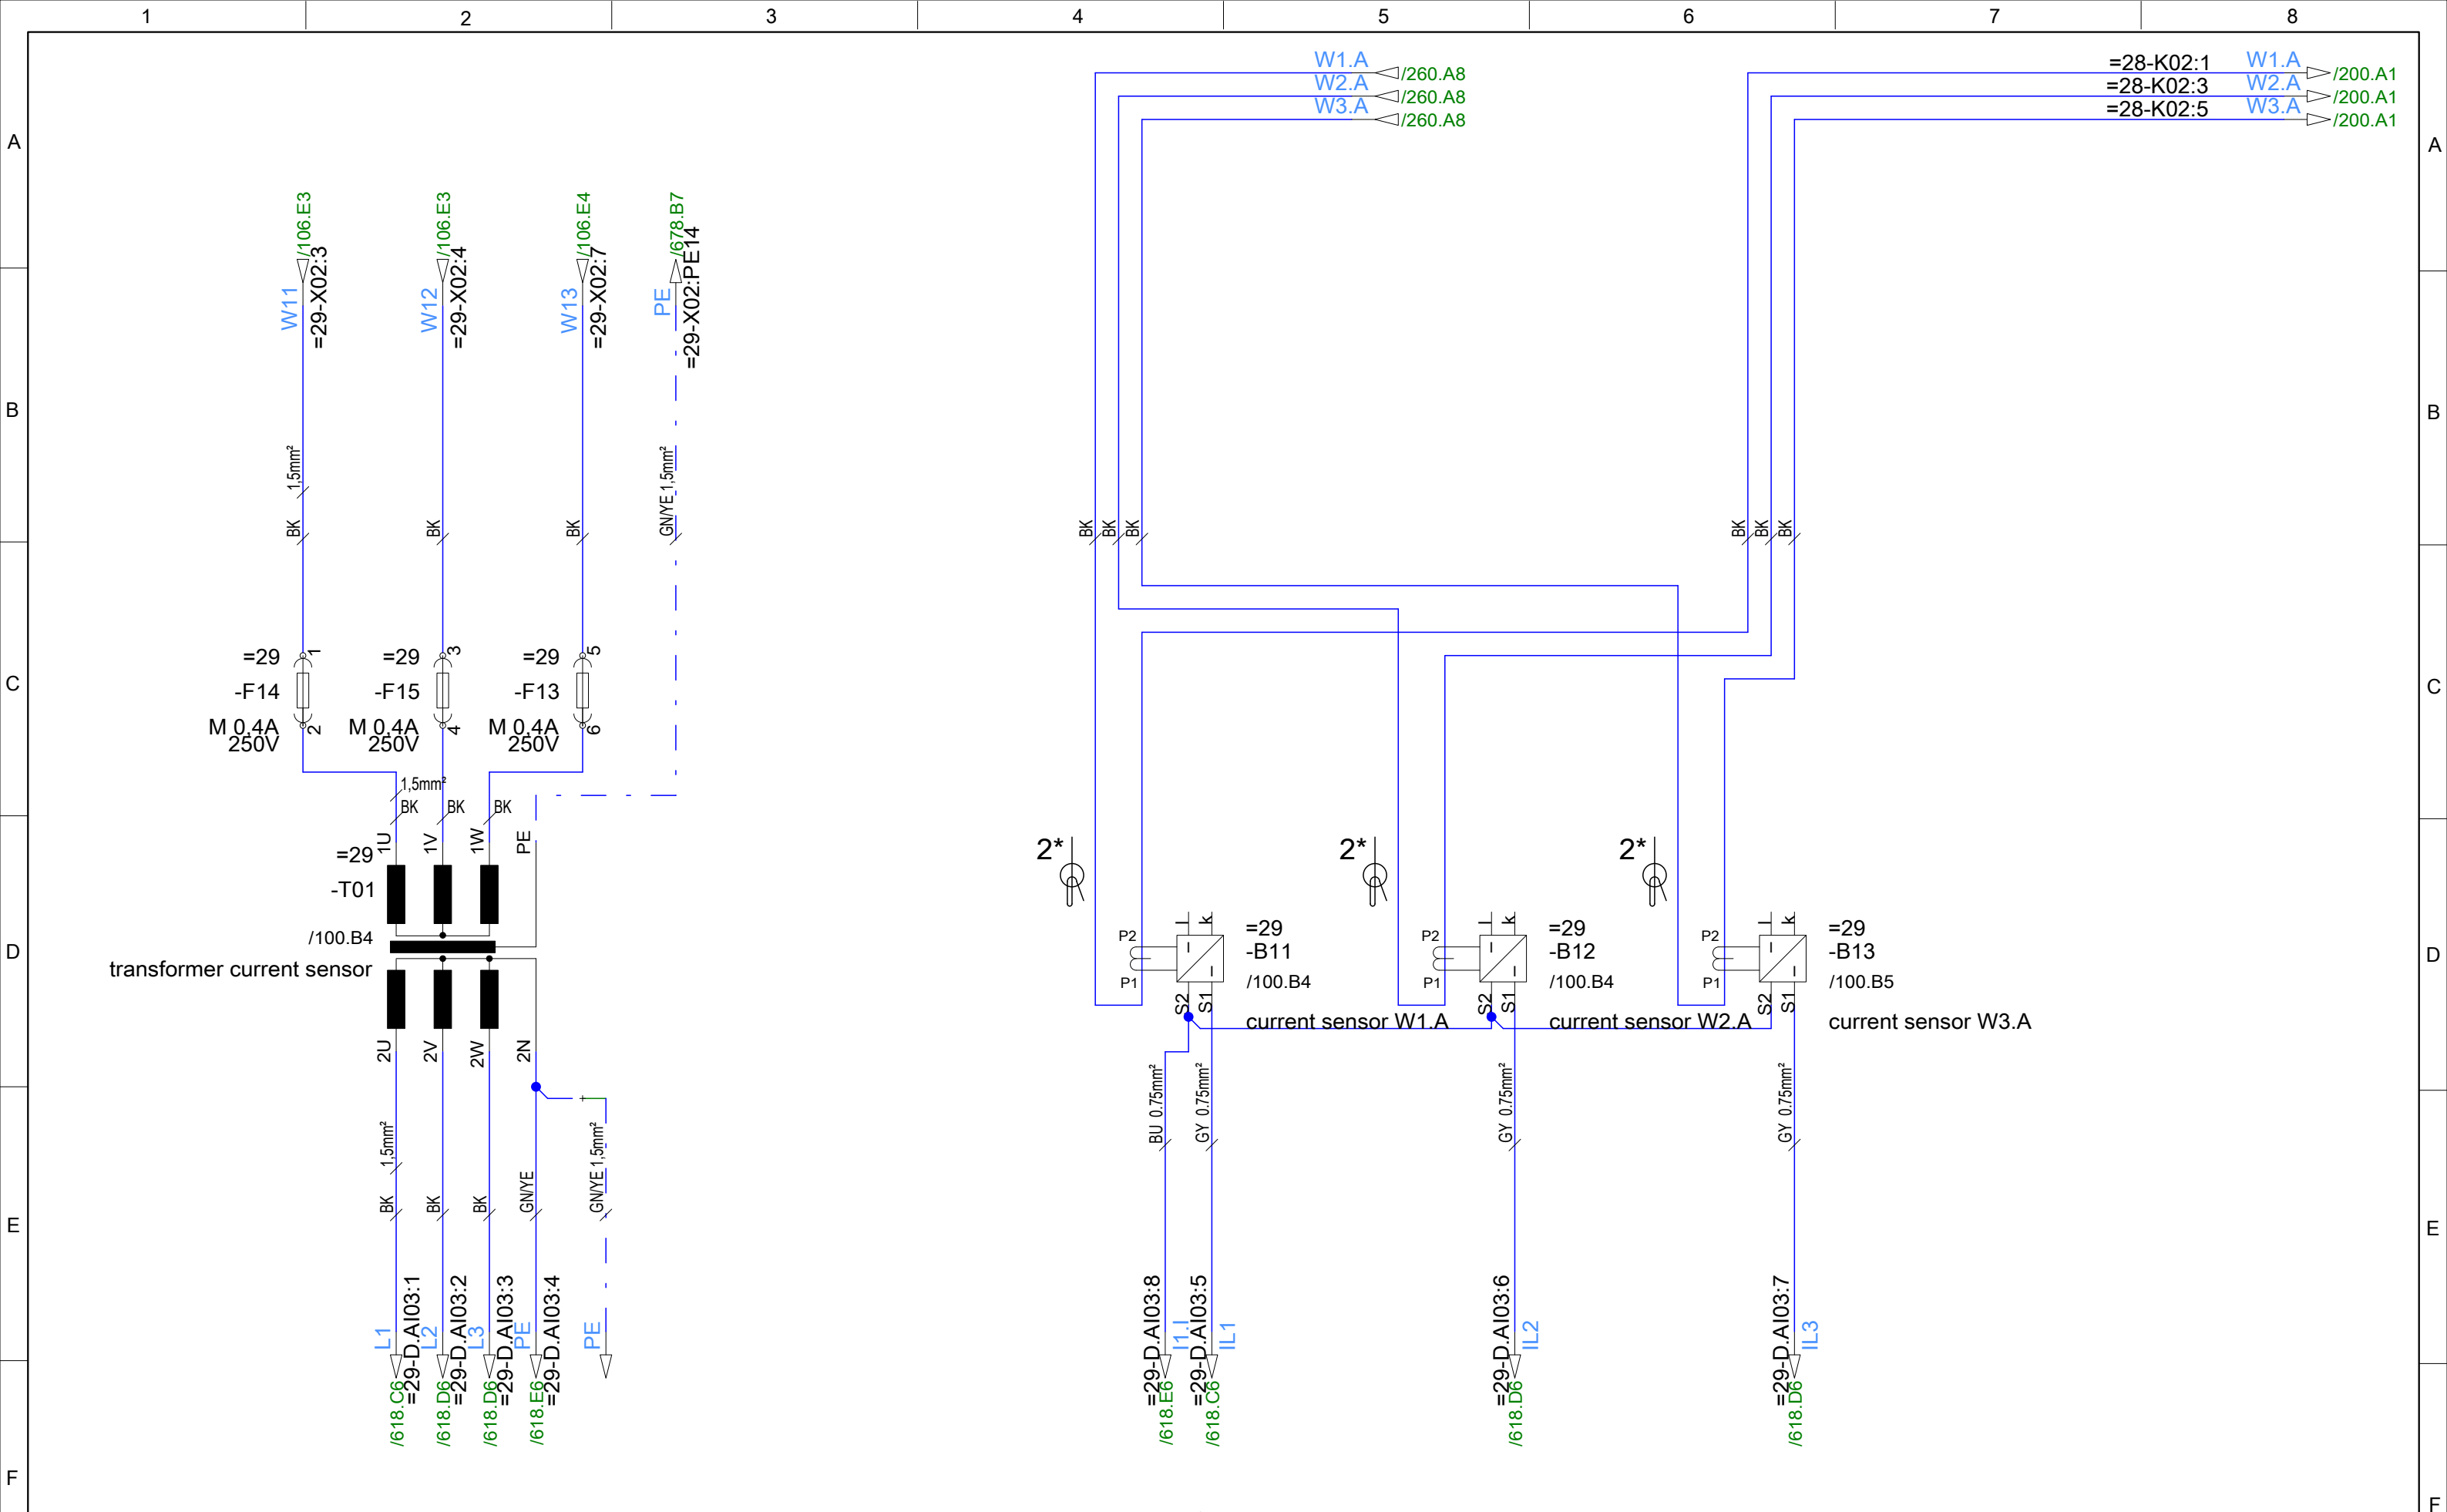 1 2 3 4 5 6 7 8
W1.A /260.A8
W2.A /260.A8
W3.A /260.A8
=28-K02:1 W1.A /200.A1
=28-K02:3 W2.A /200.A1
=28-K02:5 W3.A /200.A1
A A
/106.E3 /106.E3 /106.E4 /678.B7
W11 =29-X02:3
W12 =29-X02:4
W13 =29-X02:7
PE =29-X02:PE14
B B
1,5mm²
GN/YE 1,5mm²
BK BK BK
BK BK BK
BK BK BK
C C
=29 1
-F14
M 0,4A 2
250V
=29 3
-F15
M 0,4A 4
250V
=29 5
-F13
M 0,4A 6
250V
1,5mm²
BK BK BK
1U 1V 1W PE
=29
-T01
/100.B4
transformer current sensor
2U 2V 2W 2N
D D
2* 2* 2*
l k
P2
P1
I I
S2 S1
=29
-B11
/100.B4
current sensor W1.A
l k
P2
P1
I I
S2 S1
=29
-B12
/100.B4
current sensor W2.A
l k
P2
P1
I I
S2 S1
=29
-B13
/100.B5
current sensor W3.A
1,5mm²
BK BK BK GN/YE
GN/YE 1,5mm²
BU 0.75mm²
GY 0.75mm²
GY 0.75mm²
GY 0.75mm²
E E
L1 =29-D.AI03:1
/618.C6
L2 =29-D.AI03:2
/618.D6
L3 =29-D.AI03:3
/618.D6
PE =29-D.AI03:4
/618.E6
PE
=29-D.AI03:8 I1.I
/618.E6
=29-D.AI03:5 IL1
/618.C6
=29-D.AI03:6 IL2
/618.D6
=29-D.AI03:7 IL3
/618.D6
F F